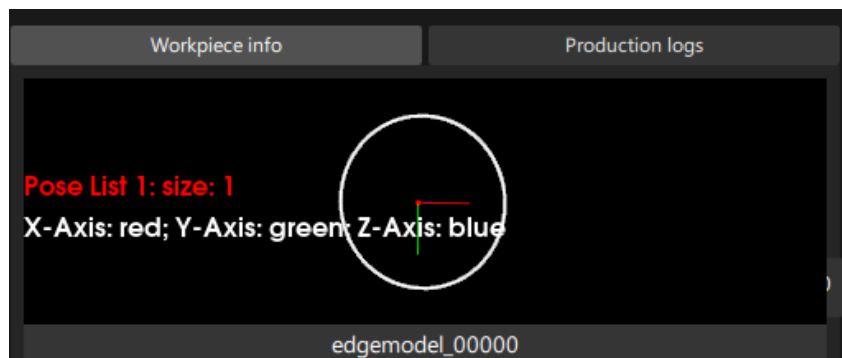 Workpiece info
Production logs
Pose List 1: size: 1
X-Axis: red; Y-Axis: green; Z-Axis: blue
edgemodel_00000